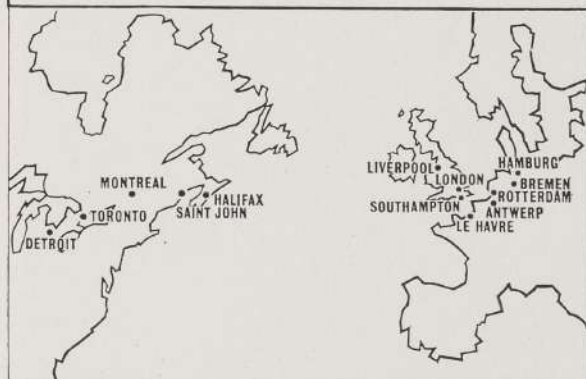 MONTREAL
TORONTO
DETROIT
HALIFAX
SAINT JOHN
LIVERPOOL
LONDON
SOUTHAMPTON
HAMBURG
BREMEN
ROTTERDAM
ANTWERP
LE HAVRE